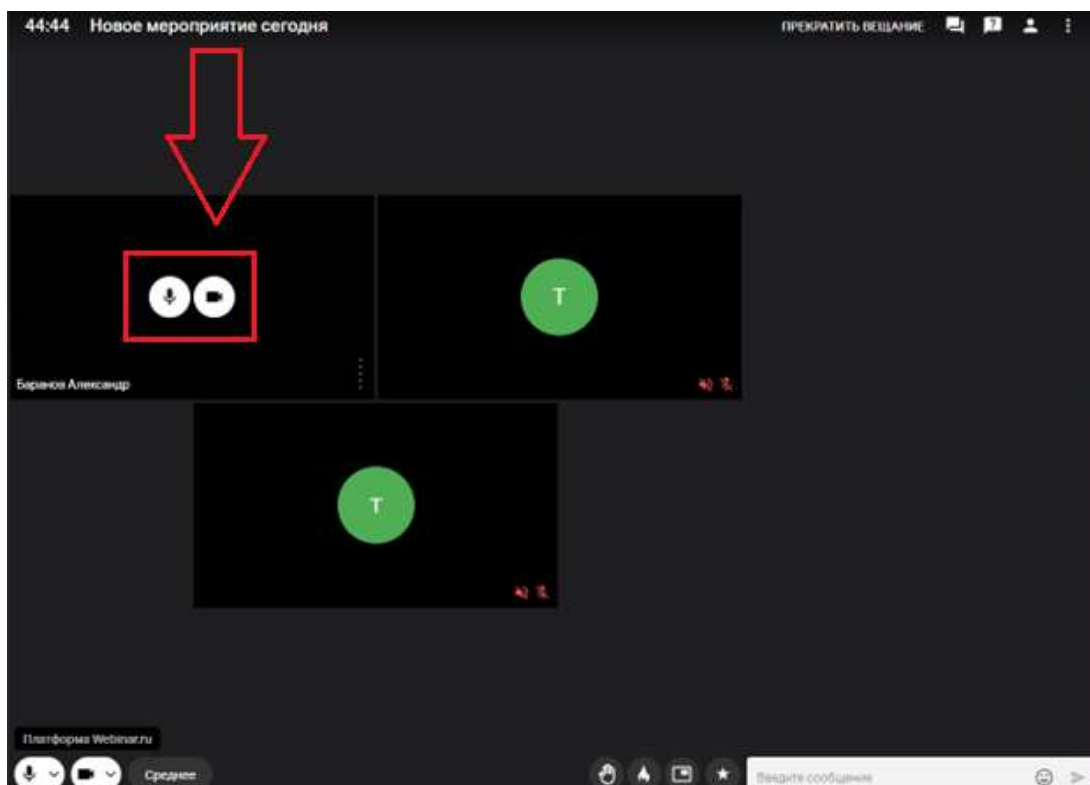 44:44 Новое мероприятие сегодня
ПРЕКРАТИТЬ ВЕЩАНИЕ
?
T
Баранов Александр
T
Платформа Webinar.ru
Среднее
Введите сообщение